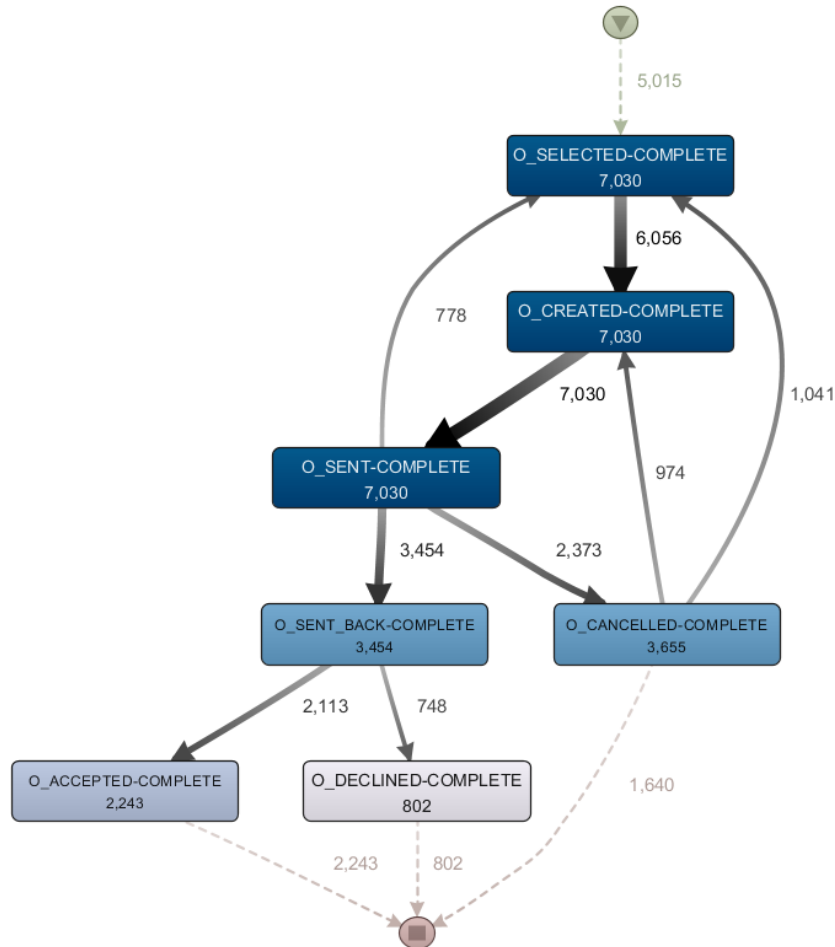 5,015
O_SELECTED-COMPLETE
7,030
6,056
O_CREATED-COMPLETE
7,030
778
7,030
1,041
O_SENT-COMPLETE
7,030
974
3,454
2,373
O_SENT_BACK-COMPLETE
3,454
O_CANCELLED-COMPLETE
3,655
2,113
748
O_ACCEPTED-COMPLETE
2,243
O_DECLINED-COMPLETE
802
1,640
2,243
802